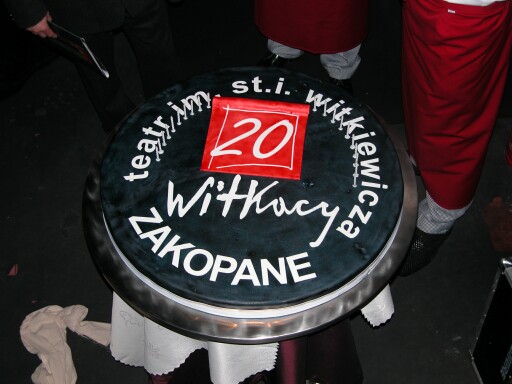 teatr im. st.i. witkiewicza
20
Witkacy
ZAKOPANE